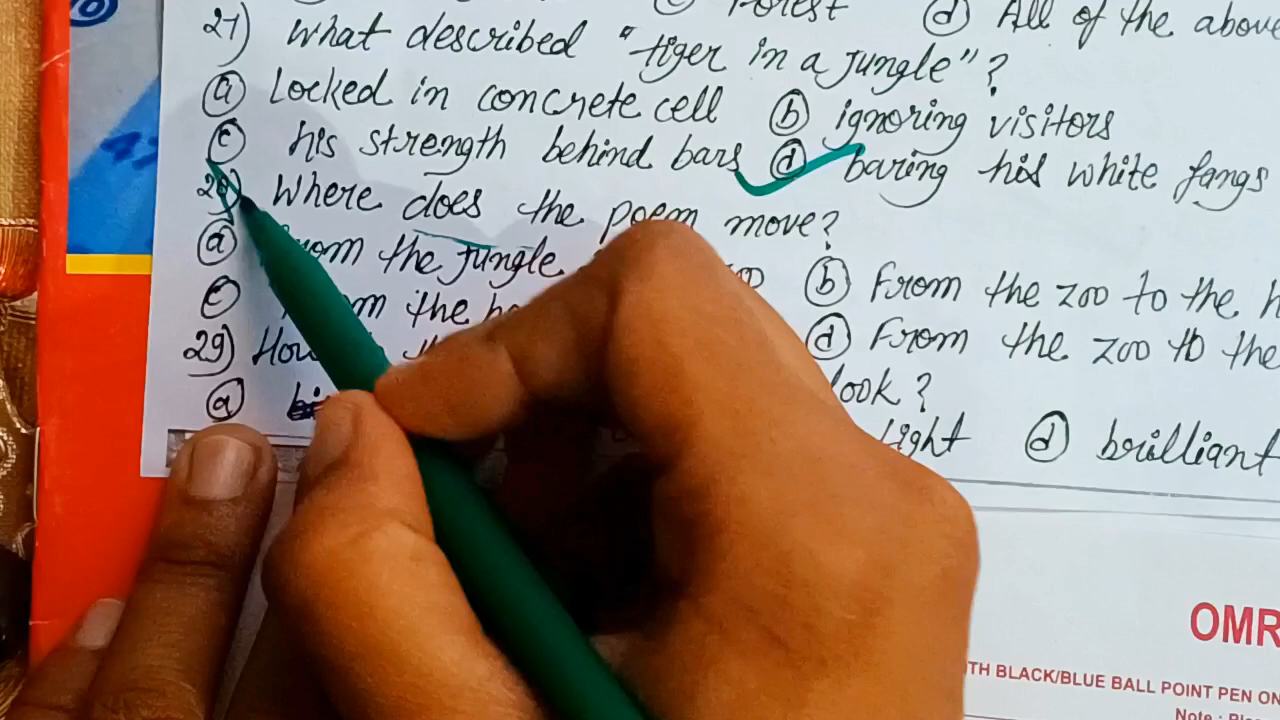 Forest (d) All of the above
27) What described "tiger in a jungle"?
(a) Locked in concrete cell (b) ignoring visitors
(c) his strength behind bars (d) baring his white fangs
28) Where does the poem move?
(a) from the jungle (b) From the zoo to the
(c) the (d) From the zoo to the
29) look?
(a) light (d) brilliant
OMR
TH BLACK/BLUE BALL POINT PEN ON
Note :